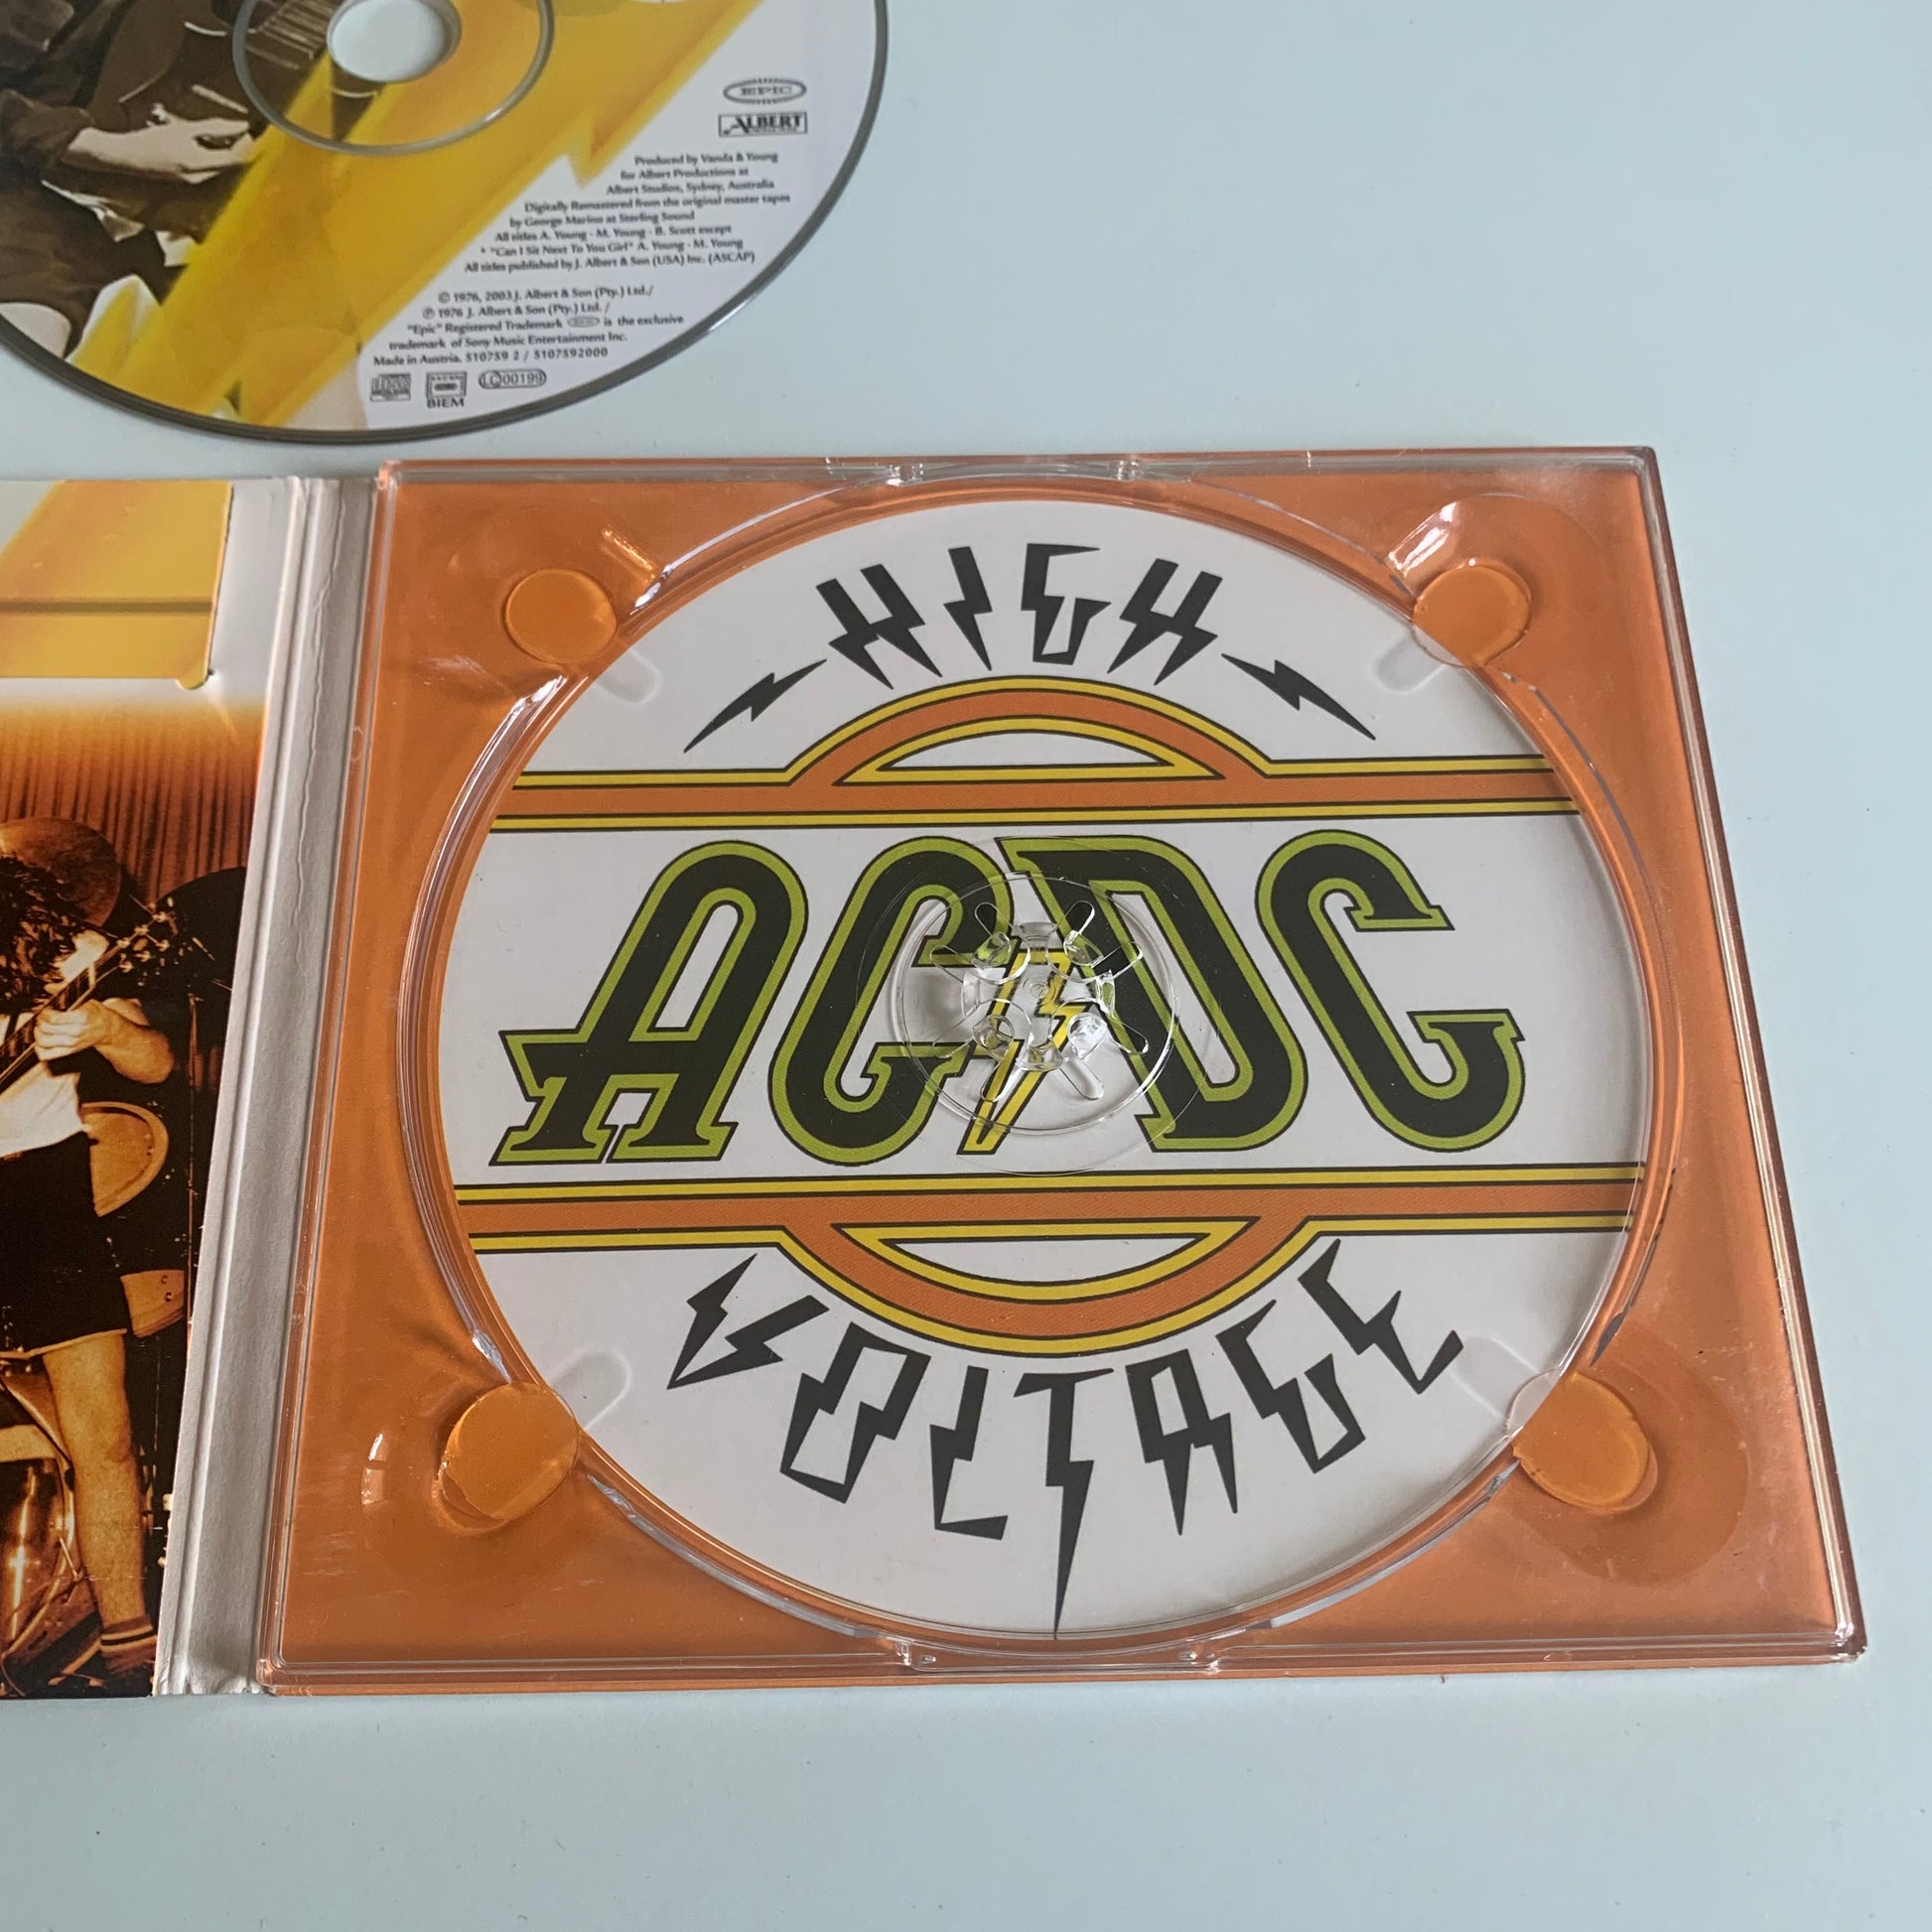 EPIC
ALBERT
Produced by Vanda & Young
for Albert Productions at
Albert Studios, Sydney, Australia
Digitally Remastered from the original master tapes
by George Marino at Sterling Sound
All titles A. Young - M. Young - B. Scott except
* "Can I Sit Next To You Girl" A. Young - M. Young
All titles published by J. Albert & Son (USA) Inc. (ASCAP)
© 1976, 2003 J. Albert & Son (Pty.) Ltd./
℗ 1976 J. Albert & Son (Pty.) Ltd. /
"Epic" Registered Trademark is the exclusive
trademark of Sony Music Entertainment Inc.
Made in Austria. 510759 2 / 5107592000
BIEM
LC 00199
HIGH
AC DC
VOLTAGE